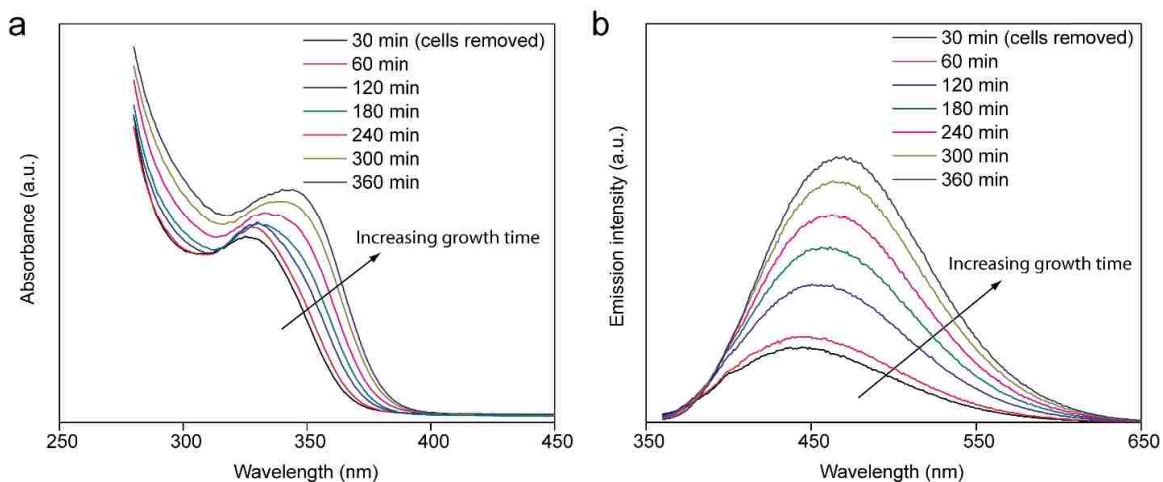 a
30 min (cells removed)
60 min
120 min
180 min
240 min
300 min
360 min
Increasing growth time
Absorbance (a.u.)
250
300
350
400
450
Wavelength (nm)
b
30 min (cells removed)
60 min
120 min
180 min
240 min
300 min
360 min
Increasing growth time
Emission intensity (a.u.)
350
450
550
650
Wavelength (nm)